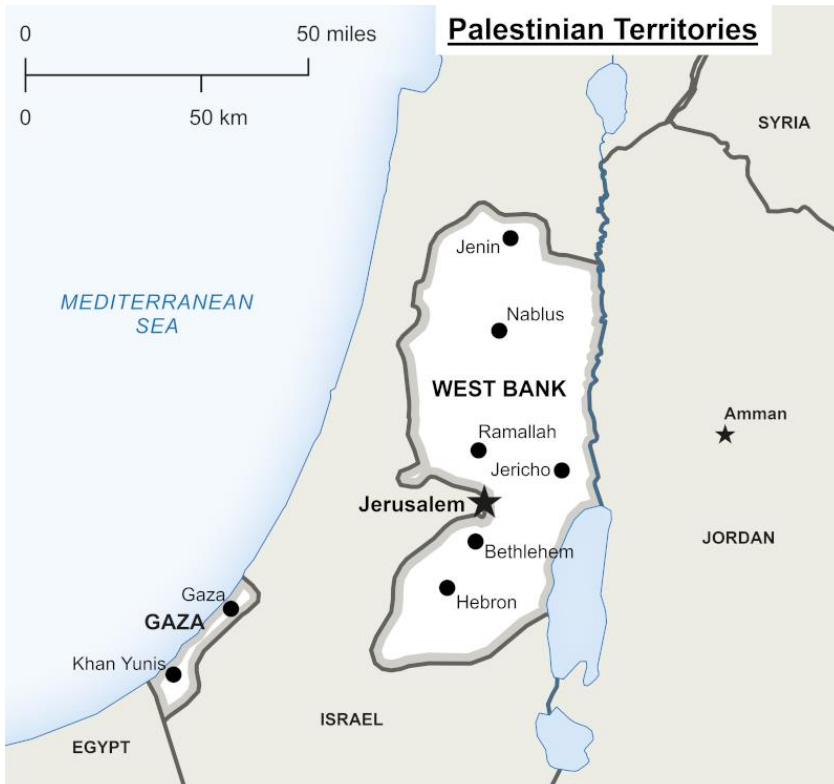 Palestinian Territories
0 50 miles
0 50 km
SYRIA
Jenin
MEDITERRANEAN
SEA
Nablus
WEST BANK
Amman
Ramallah
Jericho
Jerusalem
JORDAN
Bethlehem
Gaza
Hebron
GAZA
Khan Yunis
ISRAEL
EGYPT